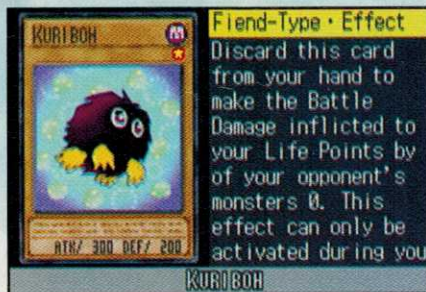 KURIBOH
ATK/ 300 DEF/ 200
Fiend-Type・Effect
Discard this card
from your hand to
make the Battle
Damage inflicted to
your Life Points by
of your opponent's
monsters 0. This
effect can only be
activated during you
KURIBOH